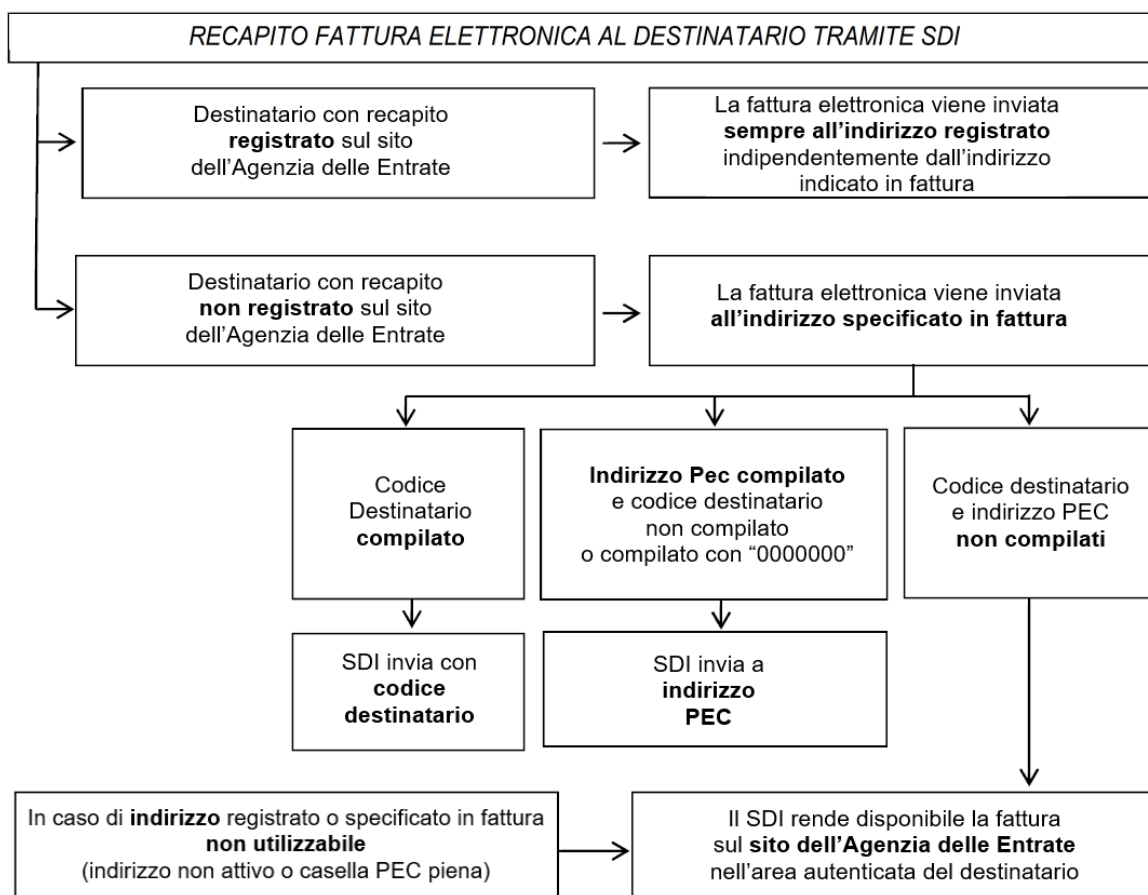 RECAPITO FATTURA ELETTRONICA AL DESTINATARIO TRAMITE SDI
Destinatario con recapito
registrato sul sito
dell’Agenzia delle Entrate
La fattura elettronica viene inviata
sempre all’indirizzo registrato
indipendentemente dall’indirizzo
indicato in fattura
Destinatario con recapito
non registrato sul sito
dell’Agenzia delle Entrate
La fattura elettronica viene inviata
all’indirizzo specificato in fattura
Codice
Destinatario
compilato
Indirizzo Pec compilato
e codice destinatario
non compilato
o compilato con “0000000”
Codice destinatario
e indirizzo PEC
non compilati
SDI invia con
codice
destinatario
SDI invia a
indirizzo
PEC
In caso di indirizzo registrato o specificato in fattura
non utilizzabile
(indirizzo non attivo o casella PEC piena)
Il SDI rende disponibile la fattura
sul sito dell’Agenzia delle Entrate
nell’area autenticata del destinatario